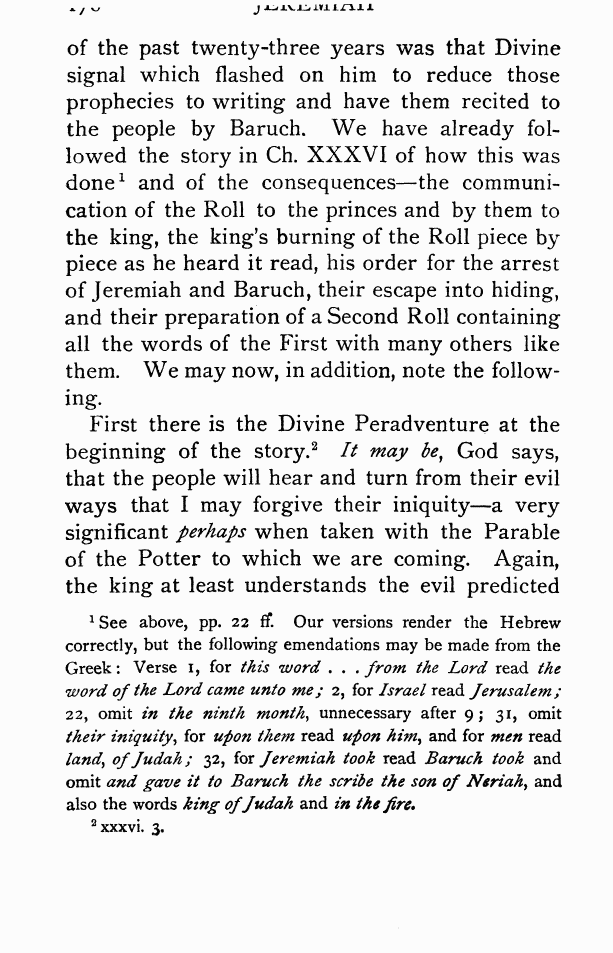 JEREMIAH
of the past twenty-three years was that Divine
signal which flashed on him to reduce those
prophecies to writing and have them recited to
the people by Baruch. We have already fol-
lowed the story in Ch. XXXVI of how this was
done¹ and of the consequences—the communi-
cation of the Roll to the princes and by them to
the king, the king's burning of the Roll piece by
piece as he heard it read, his order for the arrest
of Jeremiah and Baruch, their escape into hiding,
and their preparation of a Second Roll containing
all the words of the First with many others like
them. We may now, in addition, note the follow-
ing.
First there is the Divine Peradventure at the
beginning of the story.² It may be, God says,
that the people will hear and turn from their evil
ways that I may forgive their iniquity—a very
significant perhaps when taken with the Parable
of the Potter to which we are coming. Again,
the king at least understands the evil predicted
¹ See above, pp. 22 ff. Our versions render the Hebrew
correctly, but the following emendations may be made from the
Greek: Verse 1, for this word . . . from the Lord read the
word of the Lord came unto me; 2, for Israel read Jerusalem;
22, omit in the ninth month, unnecessary after 9; 31, omit
their iniquity, for upon them read upon him, and for men read
land, of Judah; 32, for Jeremiah took read Baruch took and
omit and gave it to Baruch the scribe the son of Neriah, and
also the words king of Judah and in the fire.
² xxxvi. 3.